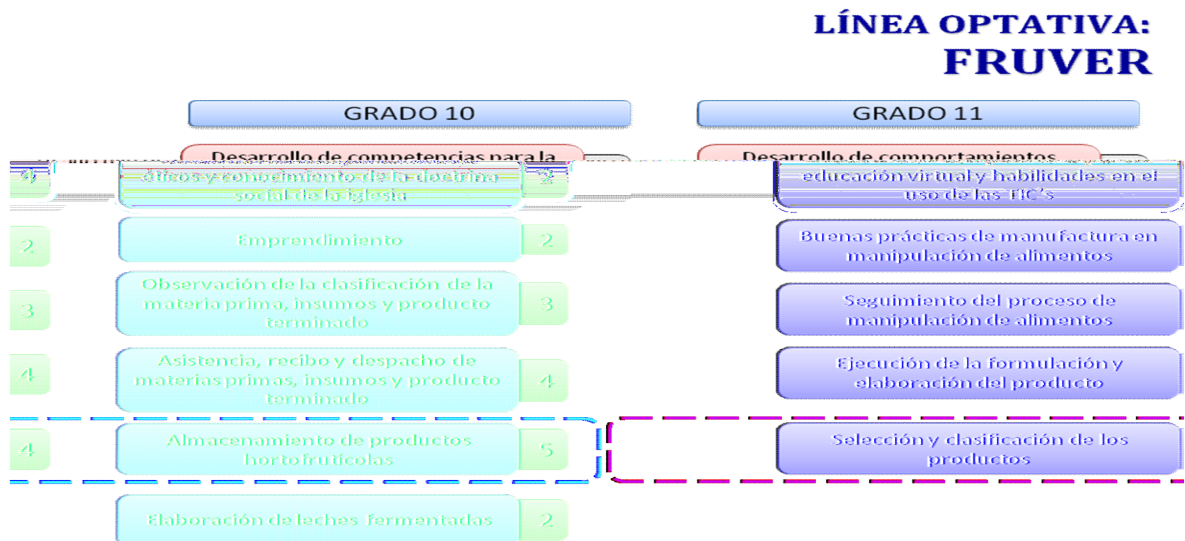 LÍNEA OPTATIVA:
FRUVER
GRADO 10
GRADO 11
Desarrollo de competencias para la
Desarrollo de comportamientos
4
éticos y conocimiento de la doctrina
social de la iglesia
2
educación virtual y habilidades en el
uso de las TIC's
2
Emprendimiento
2
Buenas prácticas de manufactura en
manipulación de alimentos
3
Observación de la clasificación de la
materia prima, insumos y producto
terminado
3
Seguimiento del proceso de
manipulación de alimentos
4
Asistencia, recibo y despacho de
materias primas, insumos y producto
terminado
4
Ejecución de la formulación y
elaboración del producto
4
Almacenamiento de productos
hortofrutícolas
5
Selección y clasificación de los
productos
Elaboración de leches fermentadas
2